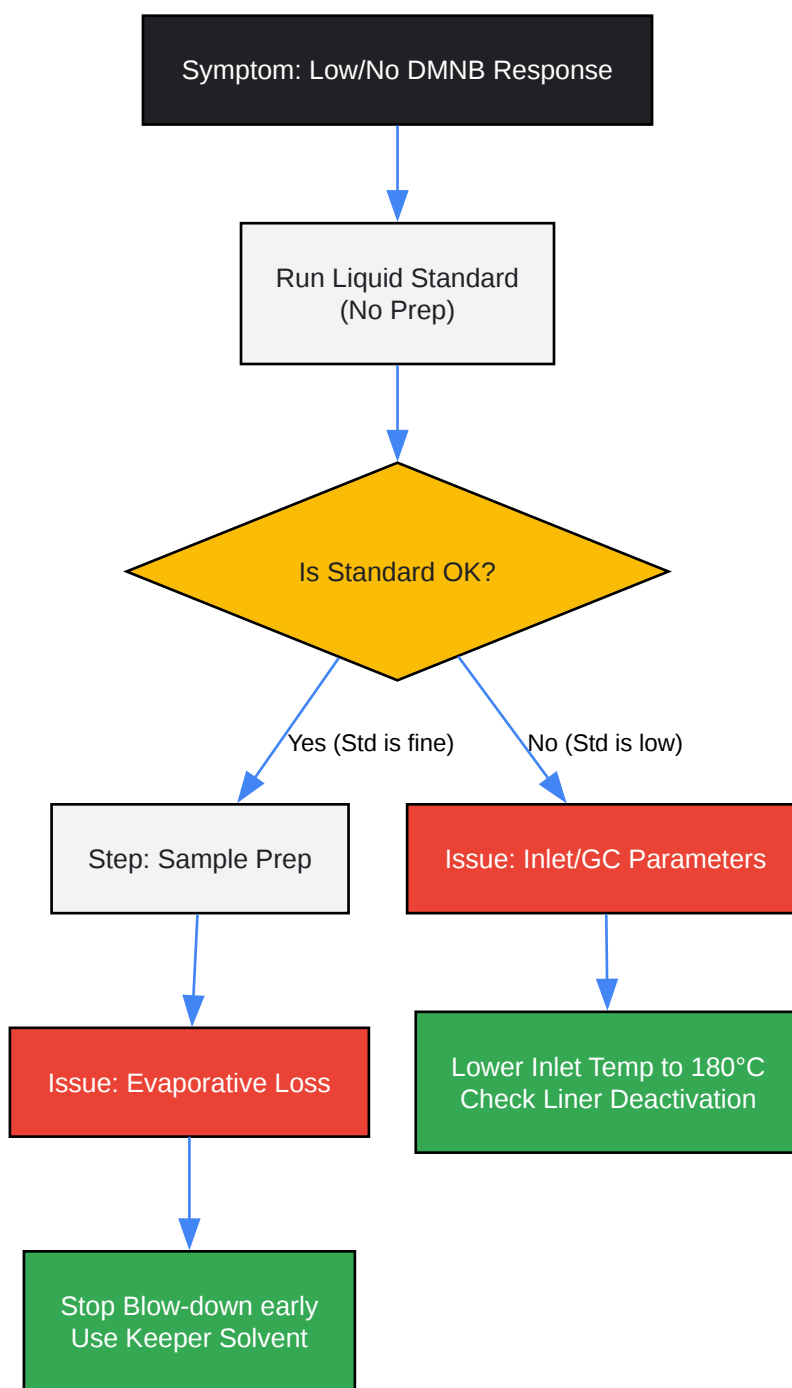 Symptom: Low/No DMNB Response
Run Liquid Standard
(No Prep)
Is Standard OK?
Yes (Std is fine)
No (Std is low)
Step: Sample Prep
Issue: Inlet/GC Parameters
Issue: Evaporative Loss
Lower Inlet Temp to 180°C
Check Liner Deactivation
Stop Blow-down early
Use Keeper Solvent